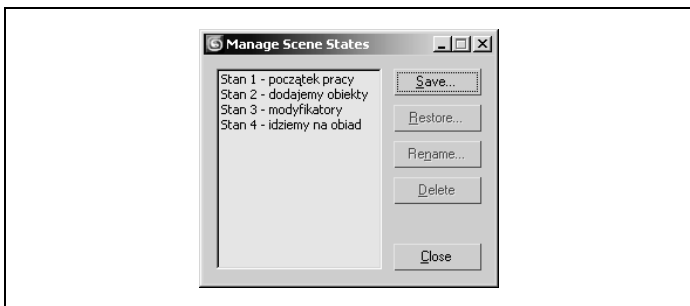 Manage Scene States
Stan 1 - początek pracy
Stan 2 - dodajemy obiekty
Stan 3 - modyfikatory
Stan 4 - idziemy na obiad
Save...
Restore...
Rename...
Delete
Close